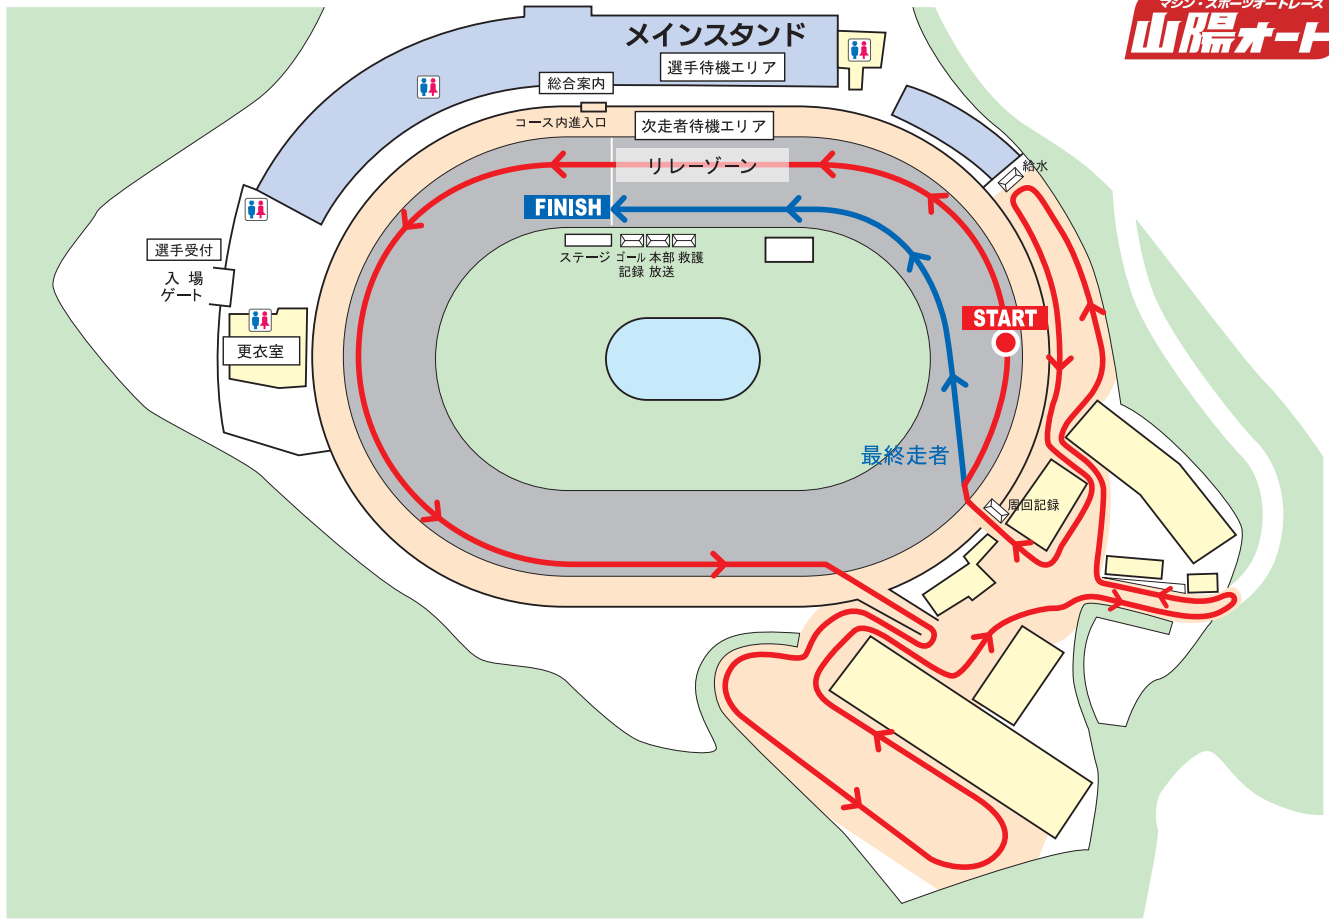 マシン・スポーツオートレース
山陽オート
メインスタンド
選手待機エリア
総合案内
コース内進入口
次走者待機エリア
リレーゾーン
給水
FINISH
選手受付
入場
ゲート
ステージ
ゴール
記録
本部
放送
救護
START
更衣室
最終走者
周回記録